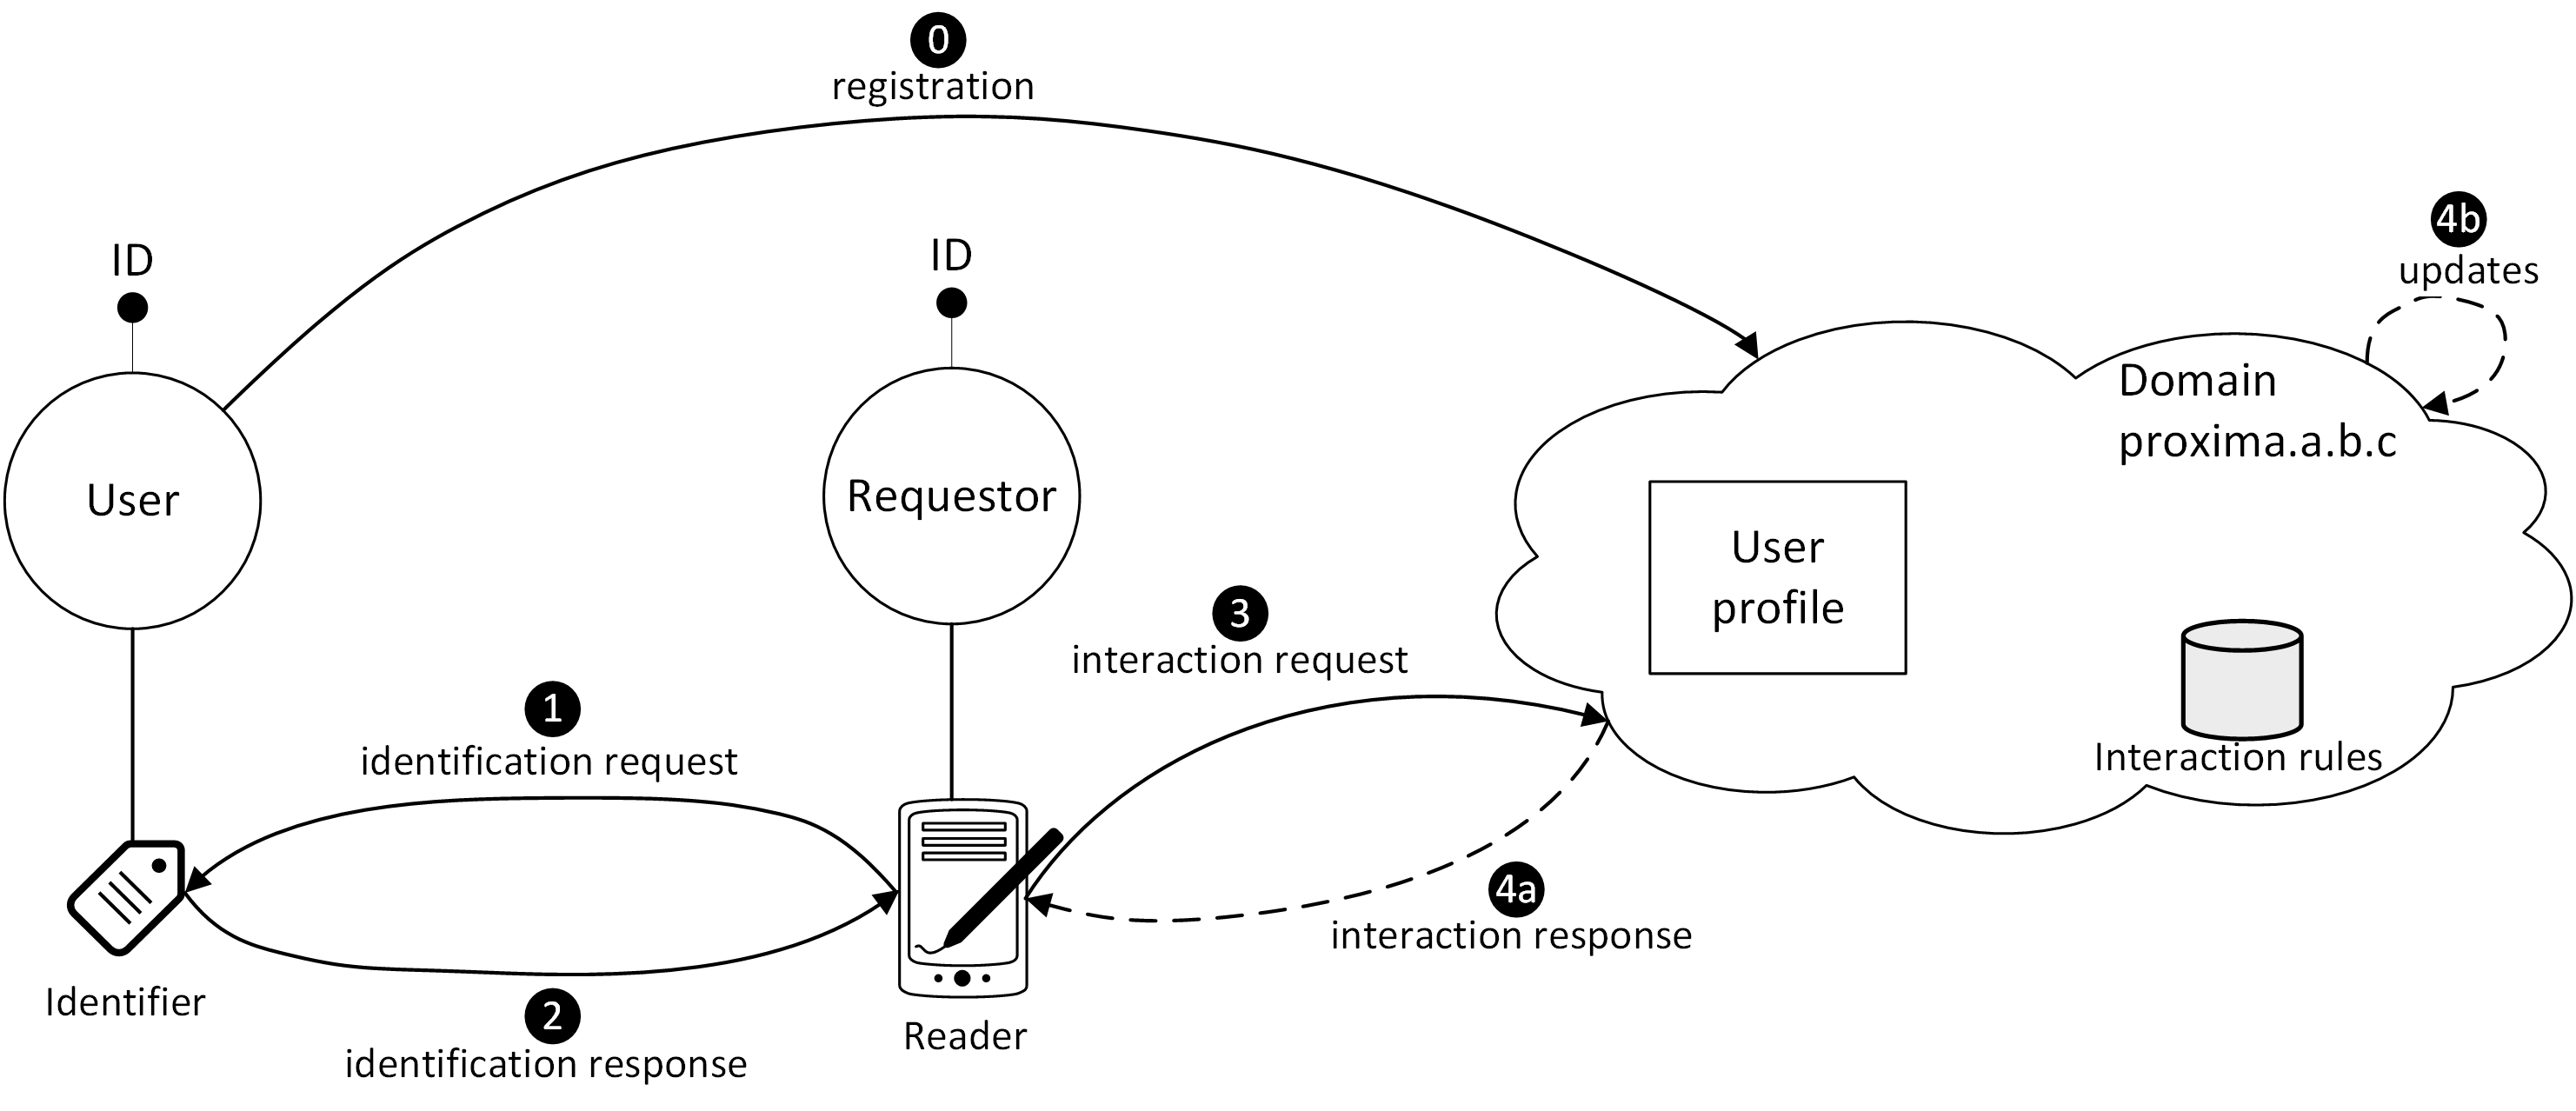 0
registration
4b
updates
ID
ID
Domain
proxima.a.b.c
User
Requestor
User
profile
3
interaction request
1
identification request
Interaction rules
4a
interaction response
Identifier
2
identification response
Reader